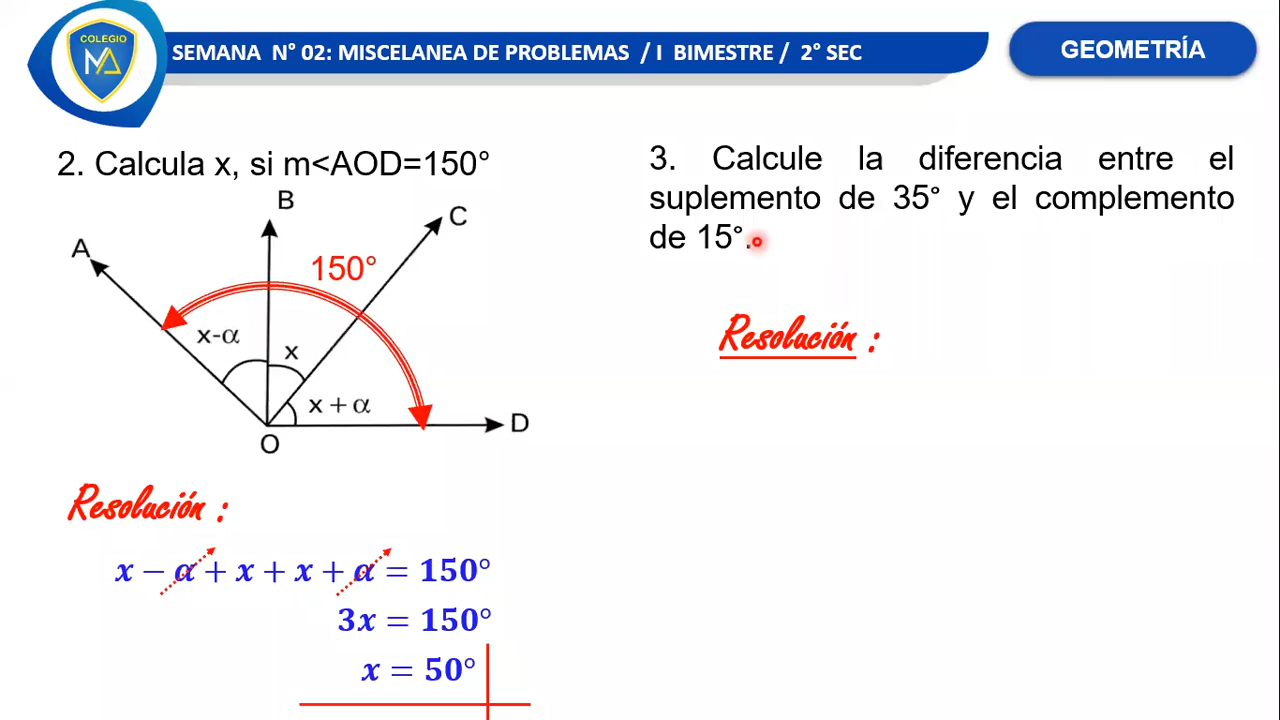 COLEGIO
MA
SEMANA N° 02: MISCELANEA DE PROBLEMAS / I BIMESTRE / 2° SEC
GEOMETRÍA
2. Calcula x, si m<AOD=150°
B
C
A
150°
x-α
x
x + α
D
O
Resolución :
x − α + x + x + α = 150°
3x = 150°
x = 50°
3. Calcule la diferencia entre el
suplemento de 35° y el complemento
de 15°.
Resolución :